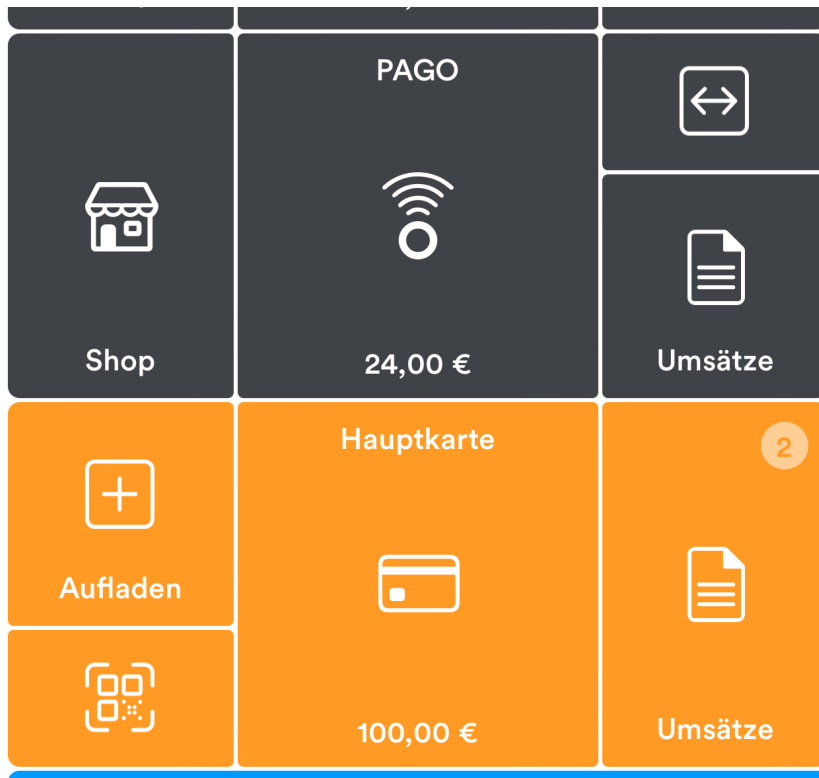 PAGO
Shop
24,00 €
Umsätze
Hauptkarte
2
Aufladen
100,00 €
Umsätze